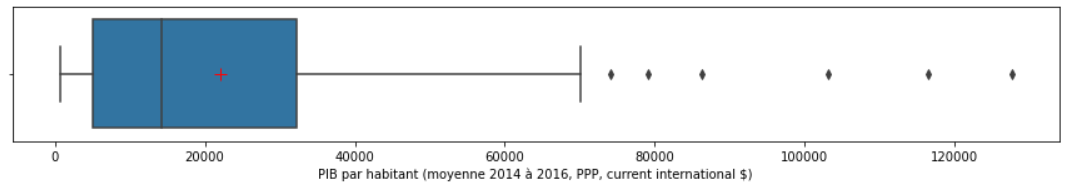 0 20000 40000 60000 80000 100000 120000
PIB par habitant (moyenne 2014 à 2016, PPP, current international $)